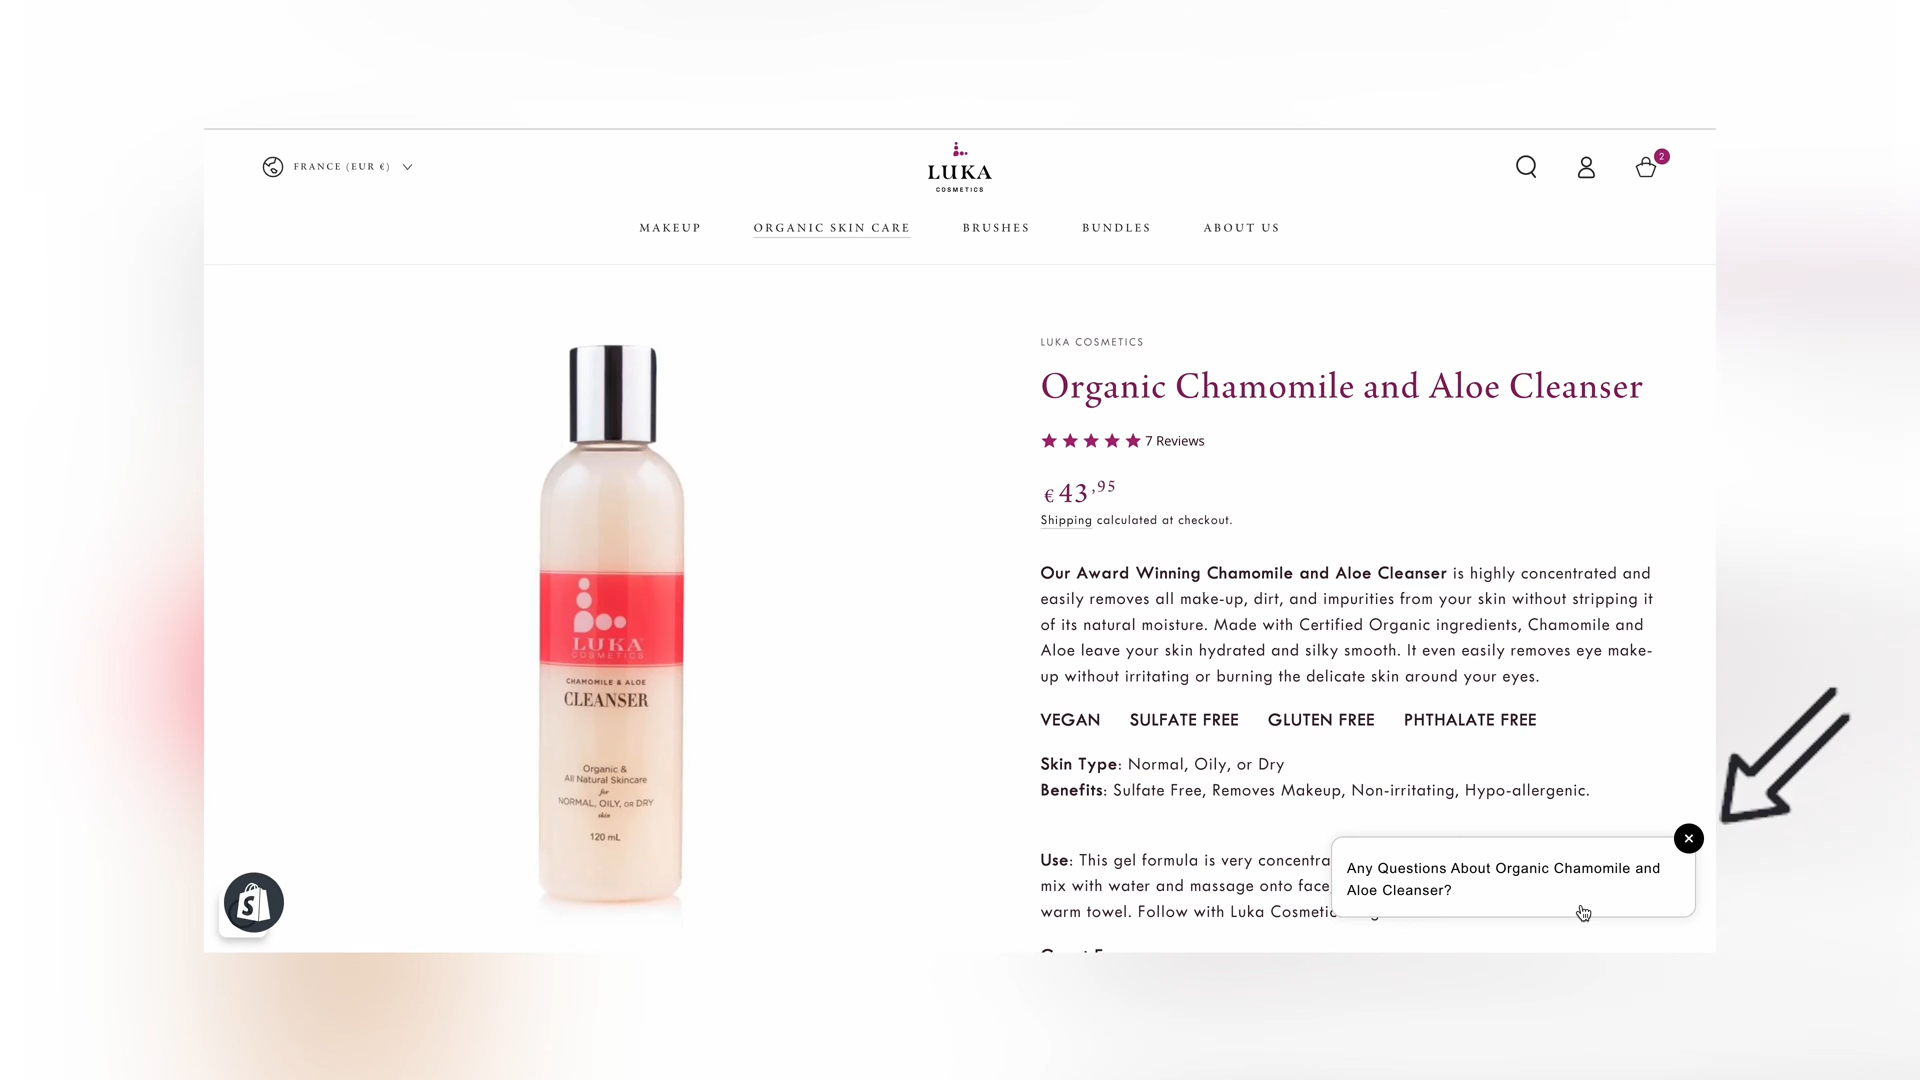 FRANCE (EUR €)
LUKA
COSMETICS
2
MAKEUP
ORGANIC SKIN CARE
BRUSHES
BUNDLES
ABOUT US
LUKA
COSMETICS
CHAMOMILE & ALOE
CLEANSER
Organic &
All Natural Skincare
for
NORMAL, OILY, OR DRY
skin
120 mL
S
LUKA COSMETICS
Organic Chamomile and Aloe Cleanser
7 Reviews
€43,95
Shipping calculated at checkout.
Our Award Winning Chamomile and Aloe Cleanser is highly concentrated and
easily removes all make-up, dirt, and impurities from your skin without stripping it
of its natural moisture. Made with Certified Organic ingredients, Chamomile and
Aloe leave your skin hydrated and silky smooth. It even easily removes eye make-
up without irritating or burning the delicate skin around your eyes.
VEGAN SULFATE FREE GLUTEN FREE PHTHALATE FREE
Skin Type: Normal, Oily, or Dry
Benefits: Sulfate Free, Removes Makeup, Non-irritating, Hypo-allergenic.
Use: This gel formula is very concentra
mix with water and massage onto face,
warm towel. Follow with Luka Cosmetic
Any Questions About Organic Chamomile and
Aloe Cleanser?